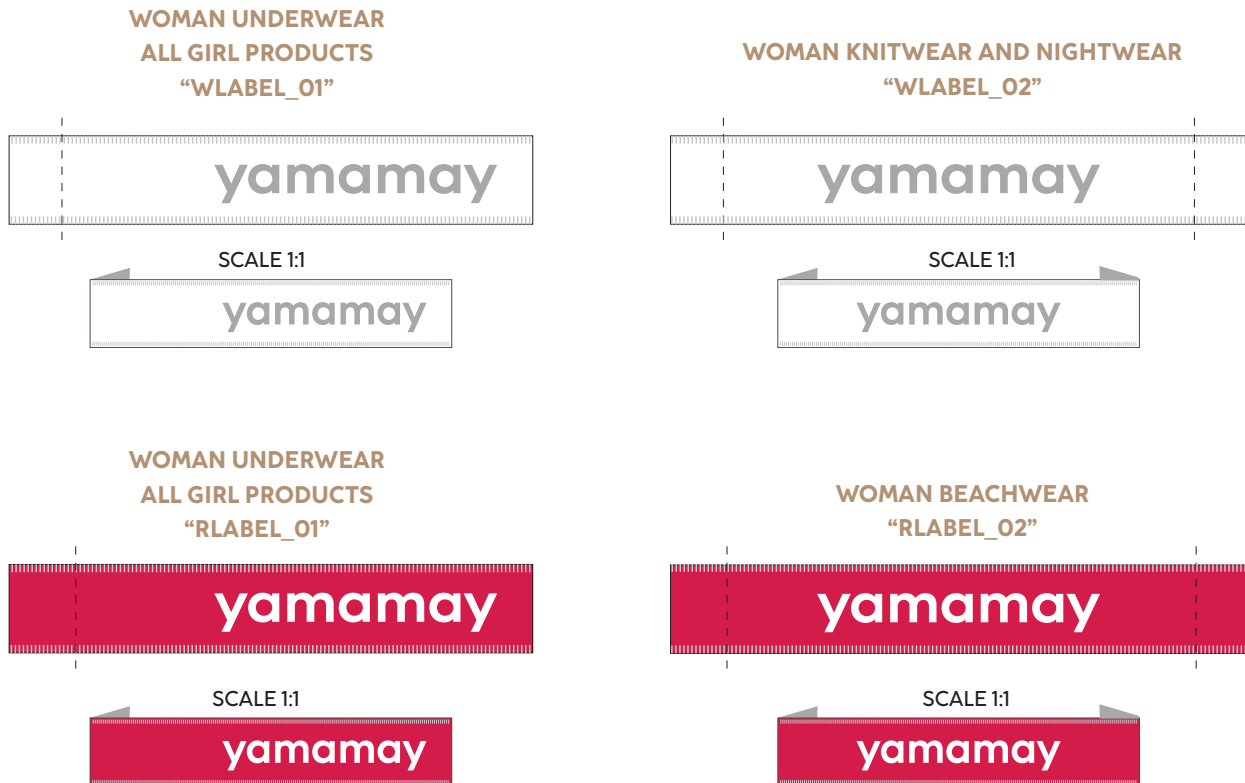 WOMAN UNDERWEAR
ALL GIRL PRODUCTS
“WLABEL_01”
yamamay
SCALE 1:1
yamamay
WOMAN KNITWEAR AND NIGHTWEAR
“WLABEL_02”
yamamay
SCALE 1:1
yamamay
WOMAN UNDERWEAR
ALL GIRL PRODUCTS
“RLABEL_01”
yamamay
SCALE 1:1
yamamay
WOMAN BEACHWEAR
“RLABEL_02”
yamamay
SCALE 1:1
yamamay